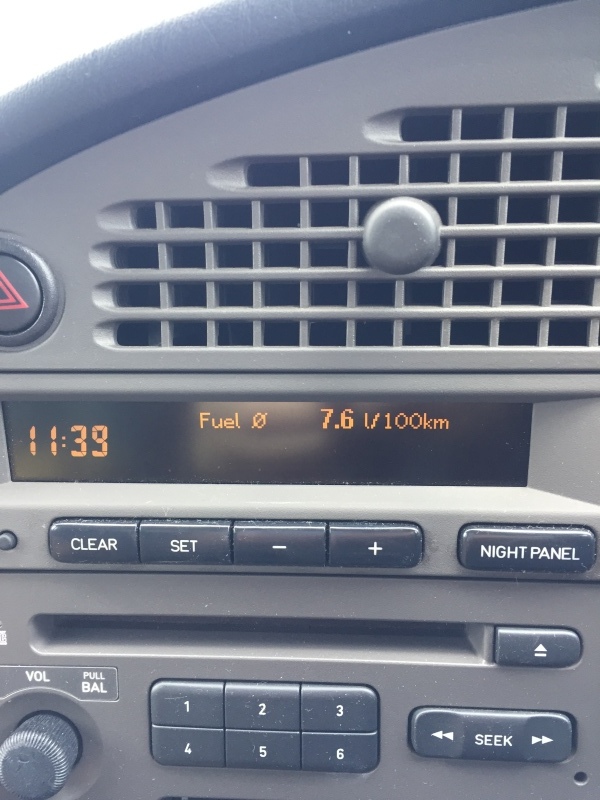 11:39
Fuel Ø 7.6 l/100km
CLEAR SET − + NIGHT PANEL
VOL PULL BAL
1 2 3
4 5 6
SEEK